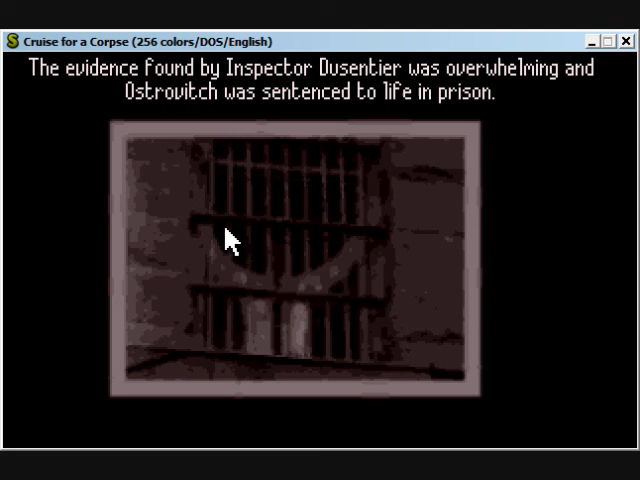 Cruise for a Corpse (256 colors/DOS/English)
The evidence found by Inspector Dusentier was overwhelming and
Ostrovitch was sentenced to life in prison.